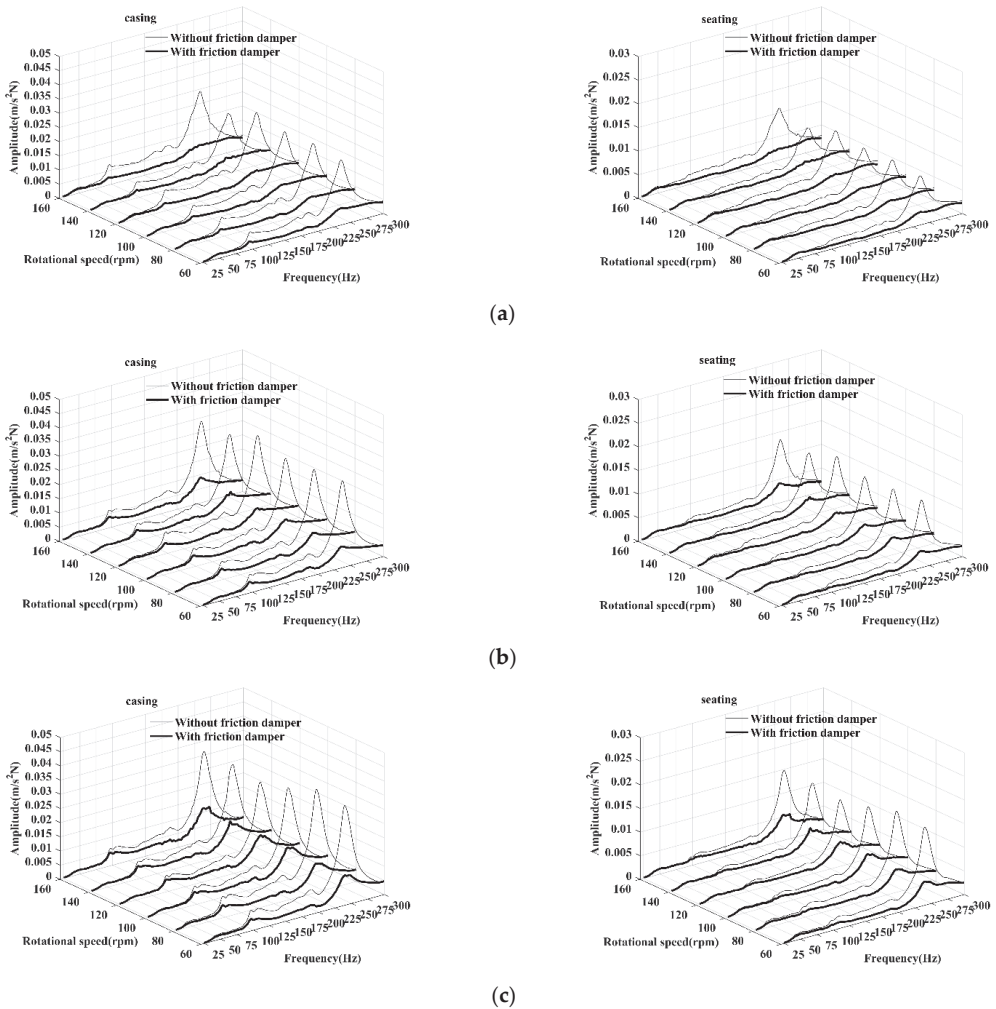 casing
Without friction damper
With friction damper
0.05
0.045
0.04
0.035
0.03
0.025
0.02
0.015
0.01
0.005
0
Amplitude(m/s²N)
160
140
120
100
80
60
Rotational speed(rpm)
25 50 75 100 125 150 175 200 225 250 275 300
Frequency(Hz)
seating
Without friction damper
With friction damper
0.03
0.025
0.02
0.015
0.01
0.005
0
Amplitude(m/s²N)
160
140
120
100
80
60
Rotational speed(rpm)
25 50 75 100 125 150 175 200 225 250 275 300
Frequency(Hz)
(a)
casing
Without friction damper
With friction damper
0.05
0.045
0.04
0.035
0.03
0.025
0.02
0.015
0.01
0.005
0
Amplitude(m/s²N)
160
140
120
100
80
60
Rotational speed(rpm)
25 50 75 100 125 150 175 200 225 250 275 300
Frequency(Hz)
seating
Without friction damper
With friction damper
0.03
0.025
0.02
0.015
0.01
0.005
0
Amplitude(m/s²N)
160
140
120
100
80
60
Rotational speed(rpm)
25 50 75 100 125 150 175 200 225 250 275 300
Frequency(Hz)
(b)
casing
Without friction damper
With friction damper
0.05
0.045
0.04
0.035
0.03
0.025
0.02
0.015
0.01
0.005
0
Amplitude(m/s²N)
160
140
120
100
80
60
Rotational speed(rpm)
25 50 75 100 125 150 175 200 225 250 275 300
Frequency(Hz)
seating
Without friction damper
With friction damper
0.03
0.025
0.02
0.015
0.01
0.005
0
Amplitude(m/s²N)
160
140
120
100
80
60
Rotational speed(rpm)
25 50 75 100 125 150 175 200 225 250 275 300
Frequency(Hz)
(c)